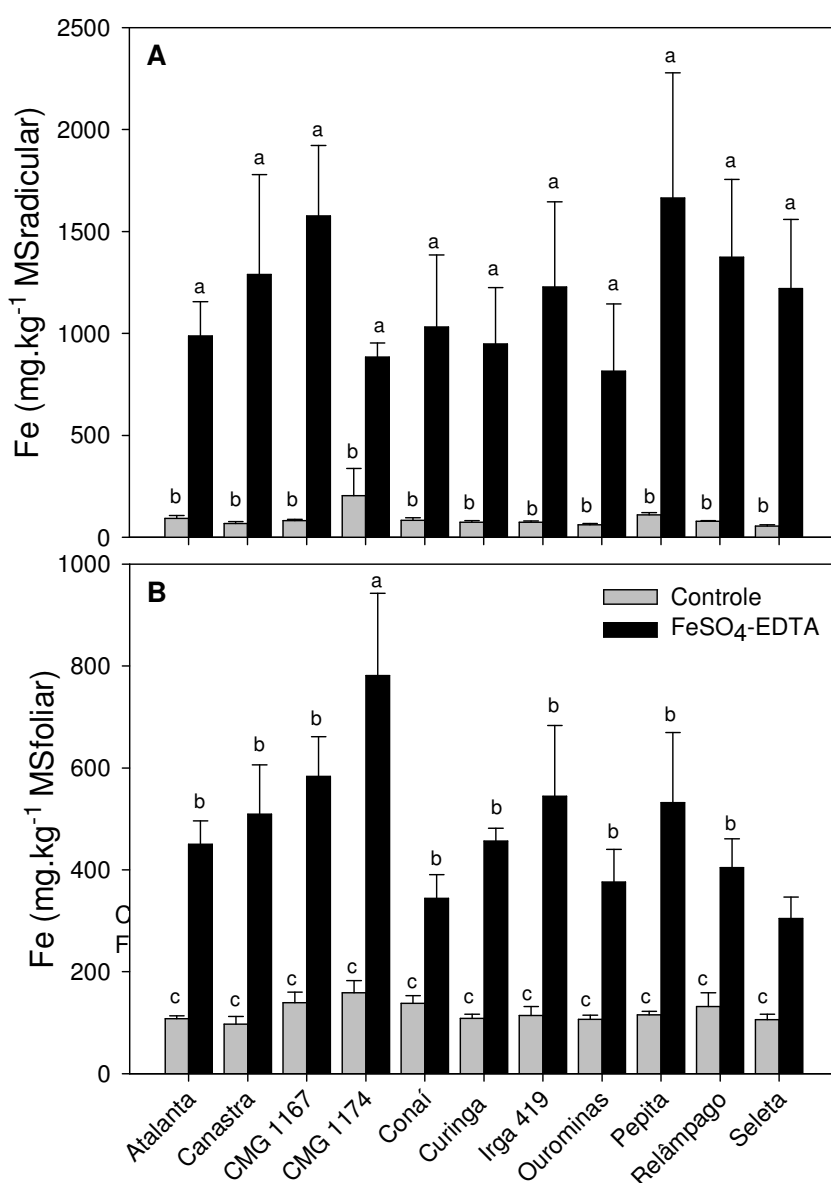 A
Fe (mg.kg⁻¹ MSradicular)
2500
2000
1500
1000
500
0
a
a
a
a
a
a
a
a
a
a
a
b
b
b
b
b
b
b
b
b
b
b
B
Fe (mg.kg⁻¹ MSfoliar)
1000
800
600
400
200
0
C
F
Controle
FeSO₄-EDTA
b
b
b
a
b
b
b
b
b
b
c
c
c
c
c
c
c
c
c
c
c
Atalanta
Canastra
CMG 1167
CMG 1174
Conaí
Curinga
Irga 419
Ourominas
Pepita
Relâmpago
Seleta